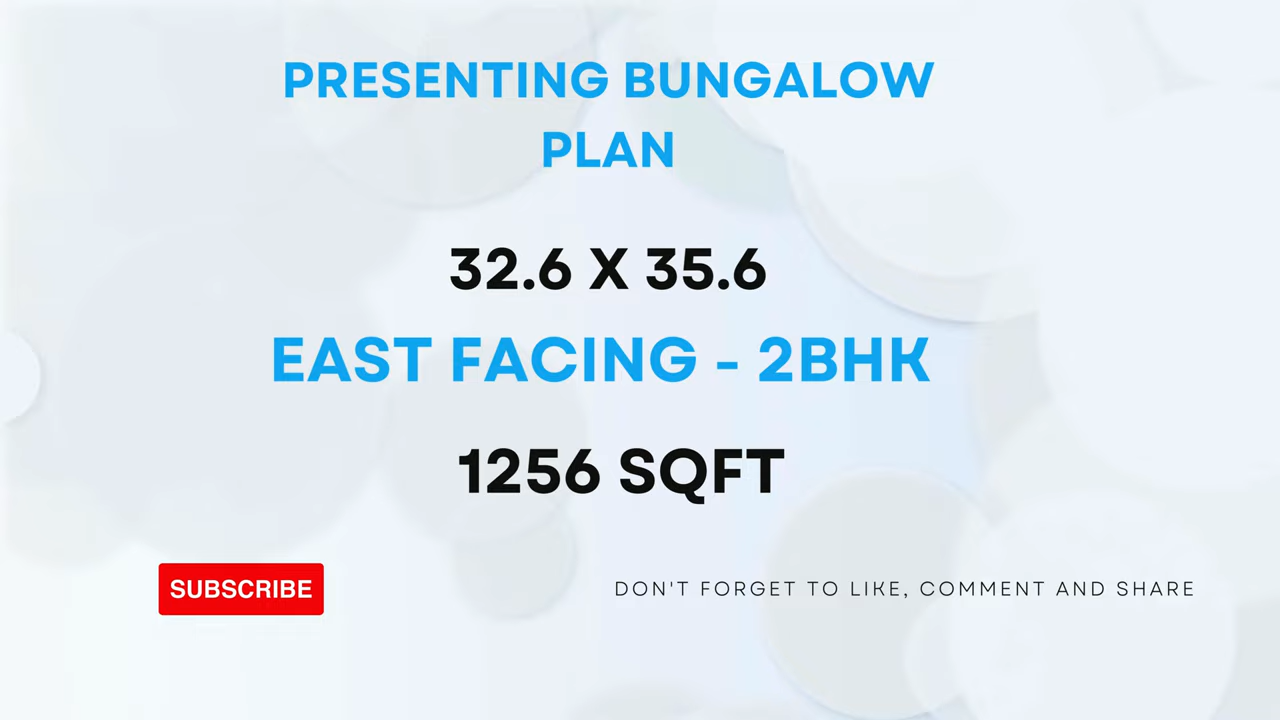 PRESENTING BUNGALOW
PLAN
32.6 X 35.6
EAST FACING - 2BHK
1256 SQFT
SUBSCRIBE
DON'T FORGET TO LIKE, COMMENT AND SHARE